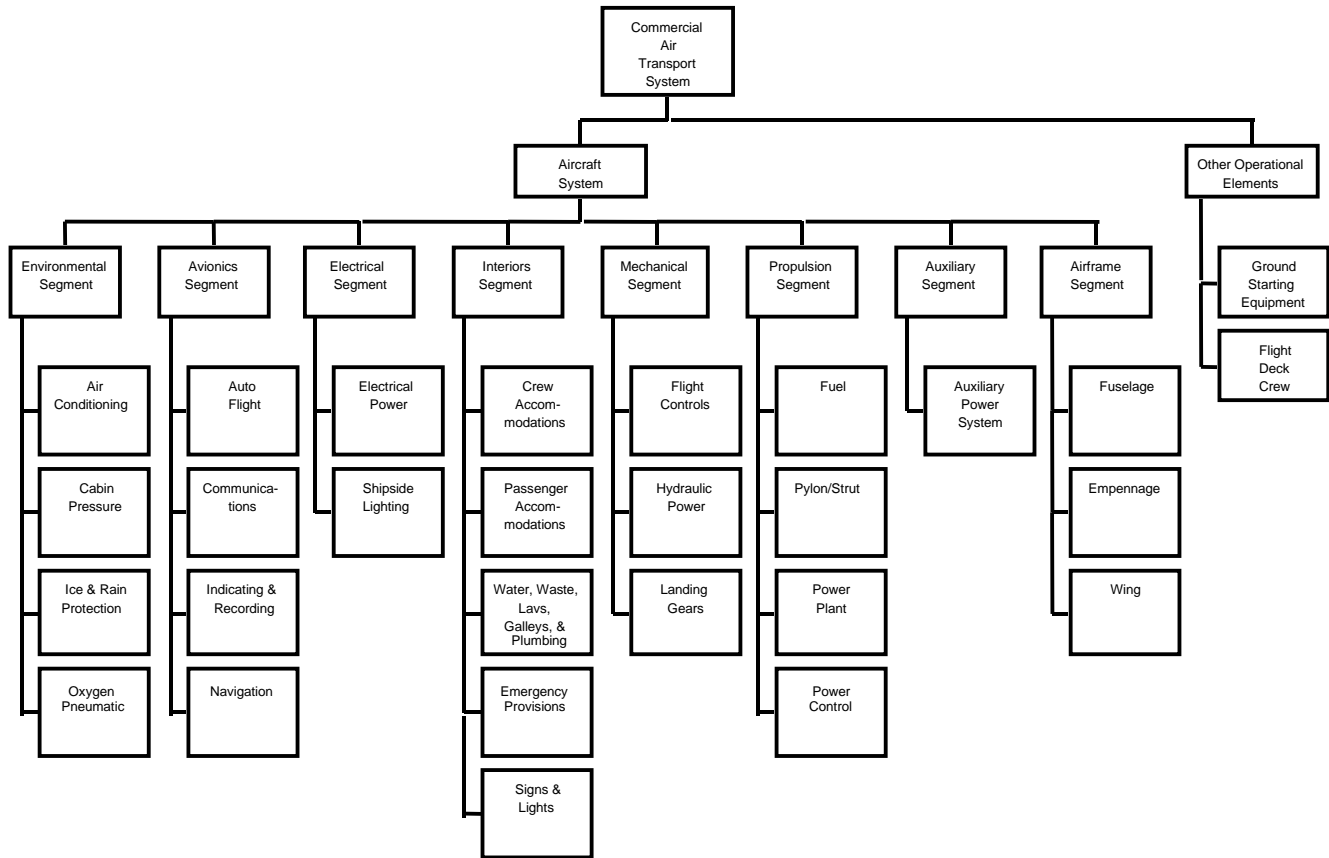 Commercial
Air
Transport
System
Aircraft
System
Other Operational
Elements
Environmental
Segment
Avionics
Segment
Electrical
Segment
Interiors
Segment
Mechanical
Segment
Propulsion
Segment
Auxiliary
Segment
Airframe
Segment
Ground
Starting
Equipment
Flight
Deck
Crew
Air
Conditioning
Cabin
Pressure
Ice & Rain
Protection
Oxygen
Pneumatic
Auto
Flight
Communica-
tions
Indicating &
Recording
Navigation
Electrical
Power
Shipside
Lighting
Crew
Accom-
modations
Passenger
Accom-
modations
Water, Waste,
Lavs,
Galleys, &
Plumbing
Emergency
Provisions
Signs &
Lights
Flight
Controls
Hydraulic
Power
Landing
Gears
Fuel
Pylon/Strut
Power
Plant
Power
Control
Auxiliary
Power
System
Fuselage
Empennage
Wing